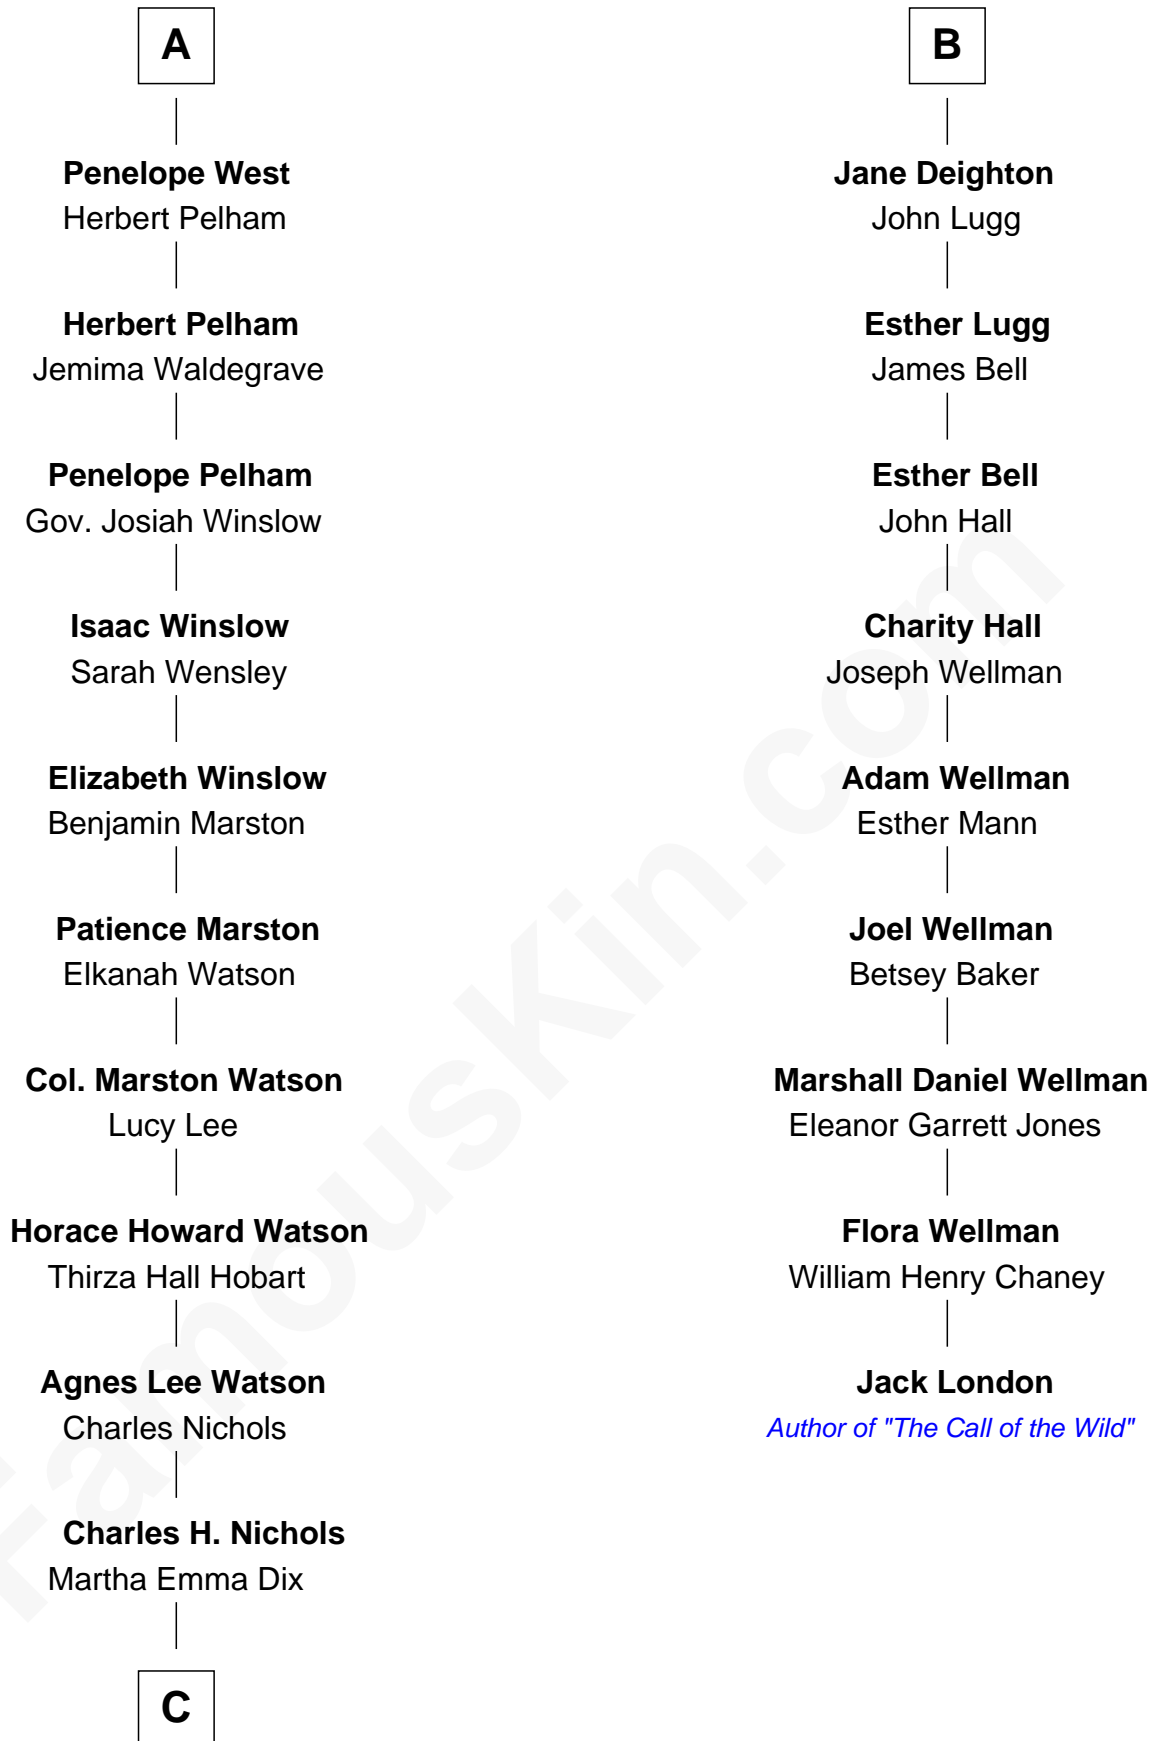 A
Penelope West
Herbert Pelham
Herbert Pelham
Jemima Waldegrave
Penelope Pelham
Gov. Josiah Winslow
Isaac Winslow
Sarah Wensley
Elizabeth Winslow
Benjamin Marston
Patience Marston
Elkanah Watson
Col. Marston Watson
Lucy Lee
Horace Howard Watson
Thirza Hall Hobart
Agnes Lee Watson
Charles Nichols
Charles H. Nichols
Martha Emma Dix
C
B
Jane Deighton
John Lugg
Esther Lugg
James Bell
Esther Bell
John Hall
Charity Hall
Joseph Wellman
Adam Wellman
Esther Mann
Joel Wellman
Betsey Baker
Marshall Daniel Wellman
Eleanor Garrett Jones
Flora Wellman
William Henry Chaney
Jack London
Author of "The Call of the Wild"
FamousKin.com